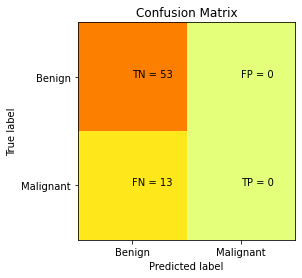 Confusion Matrix
True label
Benign
TN = 53
FP = 0
Malignant
FN = 13
TP = 0
Benign
Malignant
Predicted label